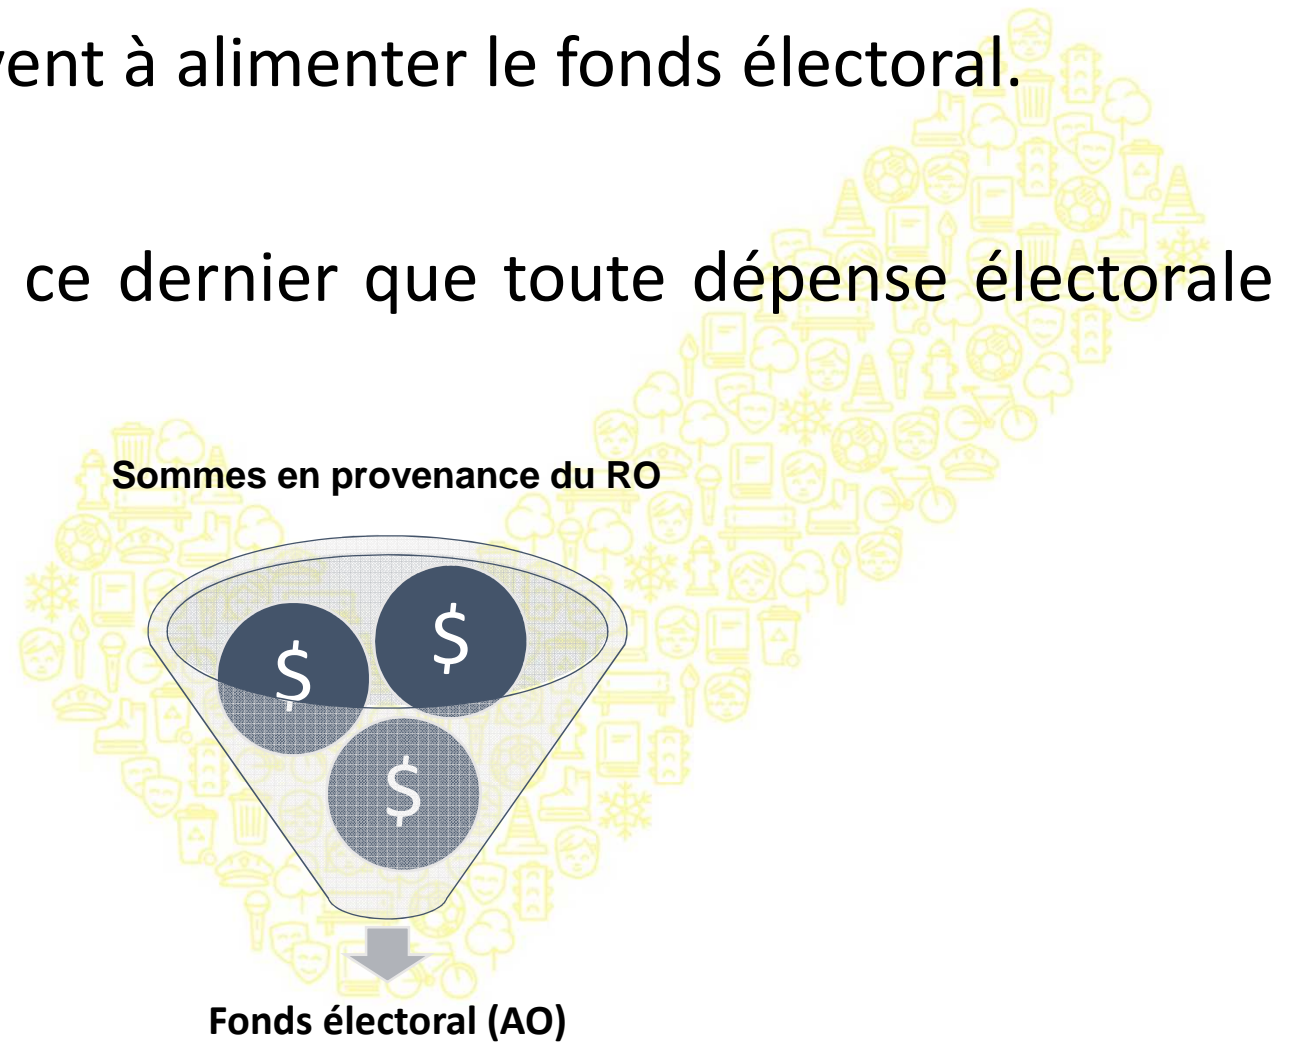 vent à alimenter le fonds électoral.
ce dernier que toute dépense électorale
Sommes en provenance du RO
$
$
$
Fonds électoral (AO)